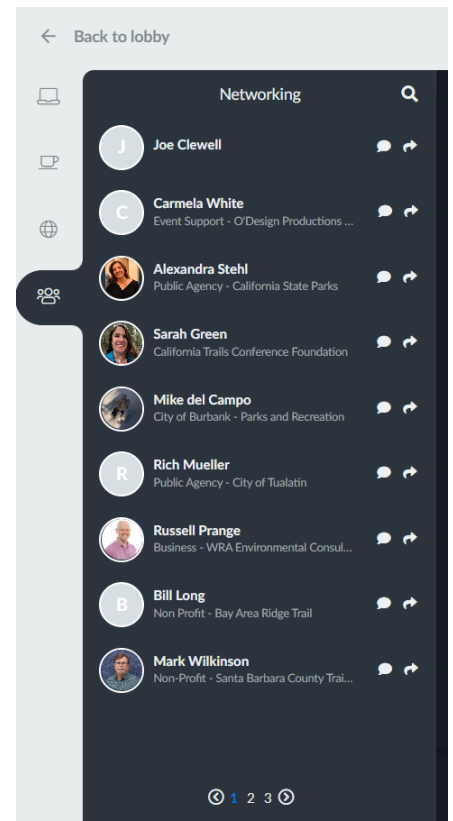 Back to lobby
Networking
J
Joe Clewell
C
Carmela White
Event Support - O'Design Productions ...
Alexandra Stehl
Public Agency - California State Parks
Sarah Green
California Trails Conference Foundation
Mike del Campo
City of Burbank - Parks and Recreation
R
Rich Mueller
Public Agency - City of Tualatin
Russell Prange
Business - WRA Environmental Consul...
B
Bill Long
Non Profit - Bay Area Ridge Trail
Mark Wilkinson
Non-Profit - Santa Barbara County Trai...
1 2 3